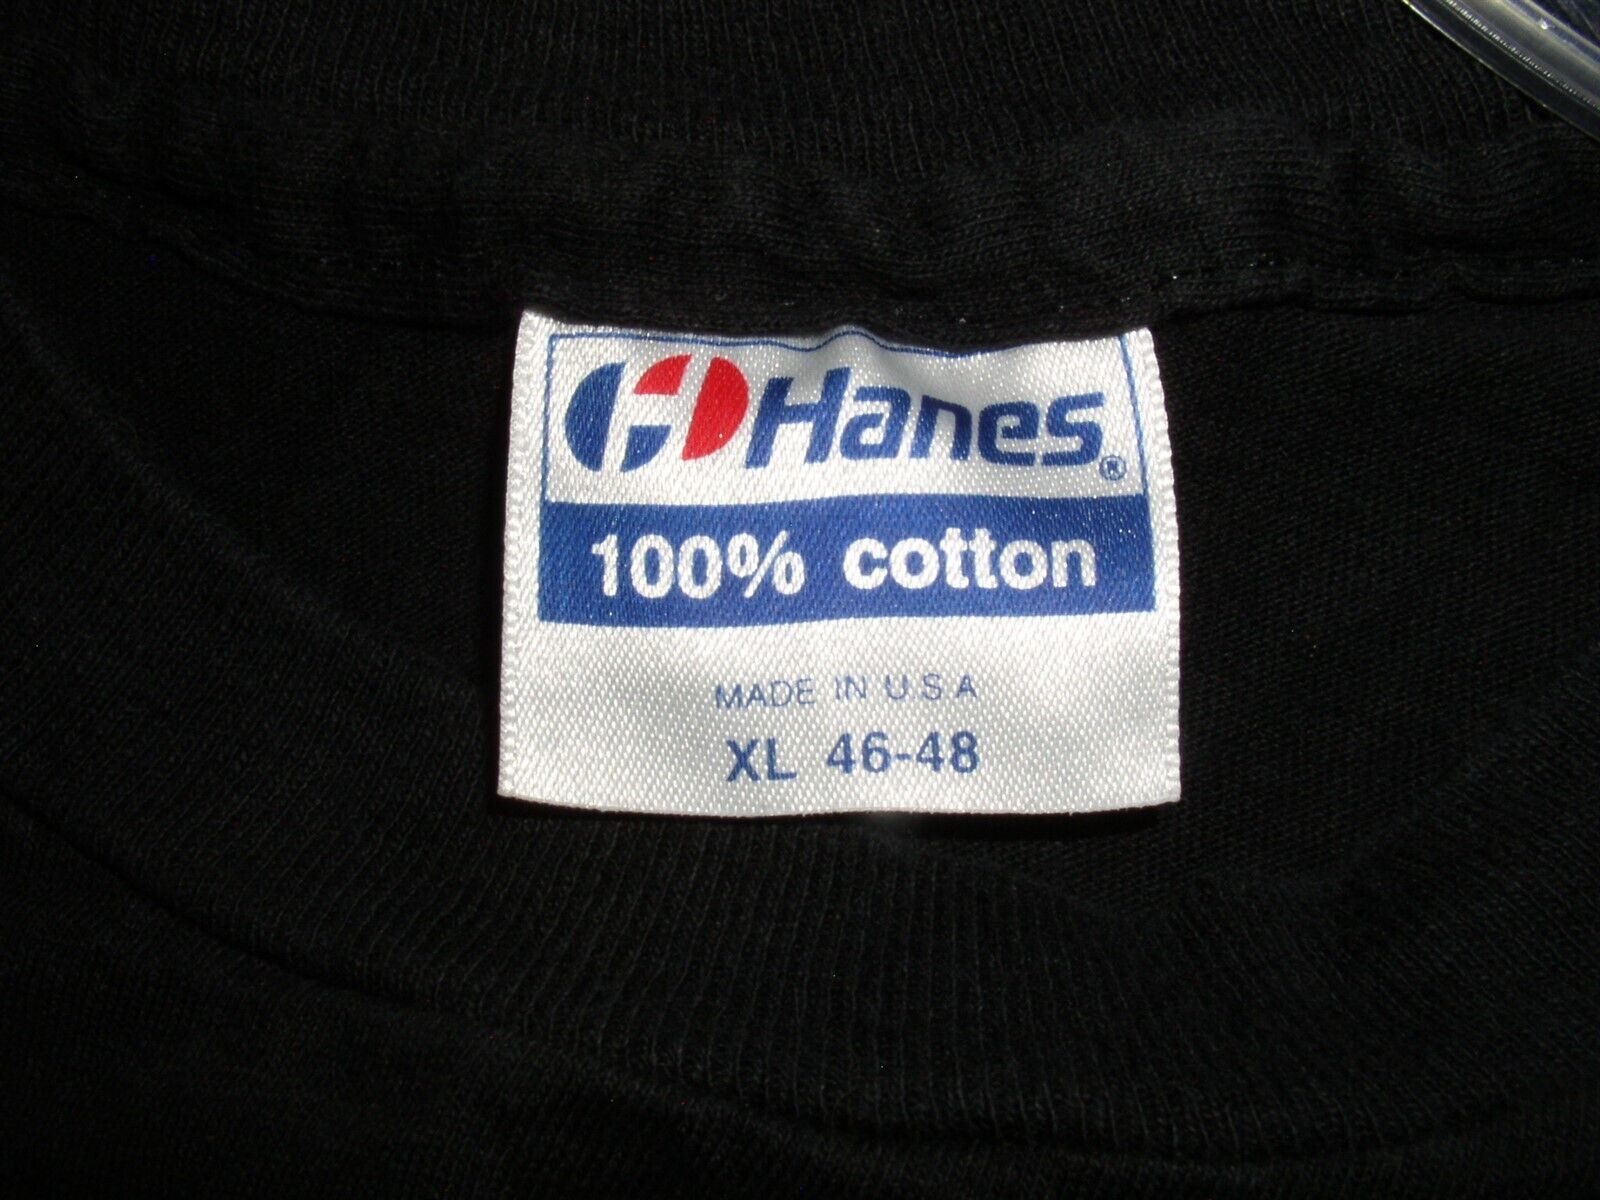 Hanes®
100% cotton
MADE IN U.S.A
XL 46-48